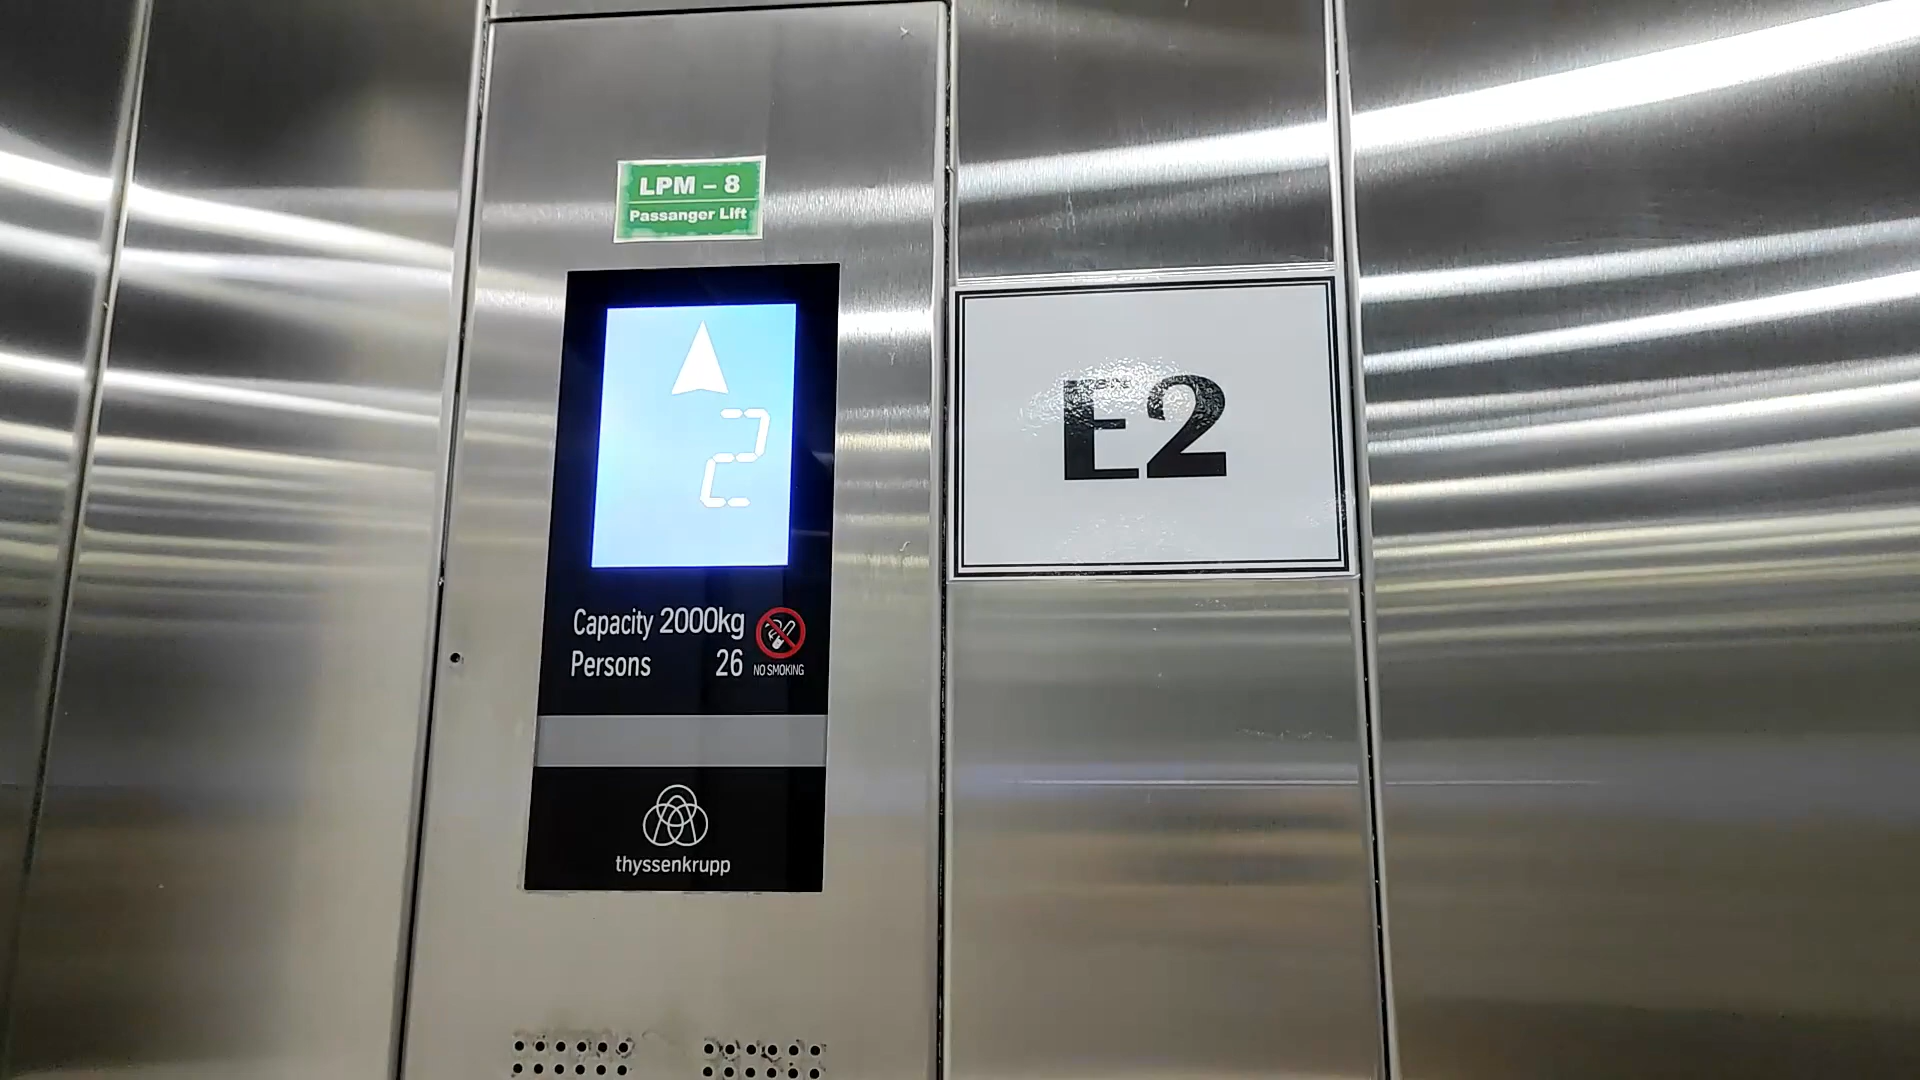 LPM – 8
Passanger Lift
2
E2
Capacity 2000kg
Persons 26
NO SMOKING
thyssenkrupp